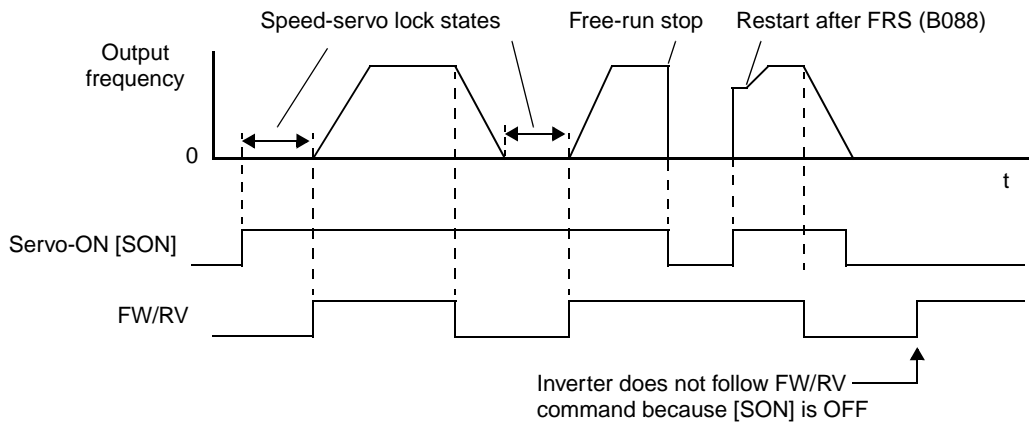 Speed-servo lock states
Free-run stop
Restart after FRS (B088)
Output
frequency
0
t
Servo-ON [SON]
FW/RV
Inverter does not follow FW/RV
command because [SON] is OFF